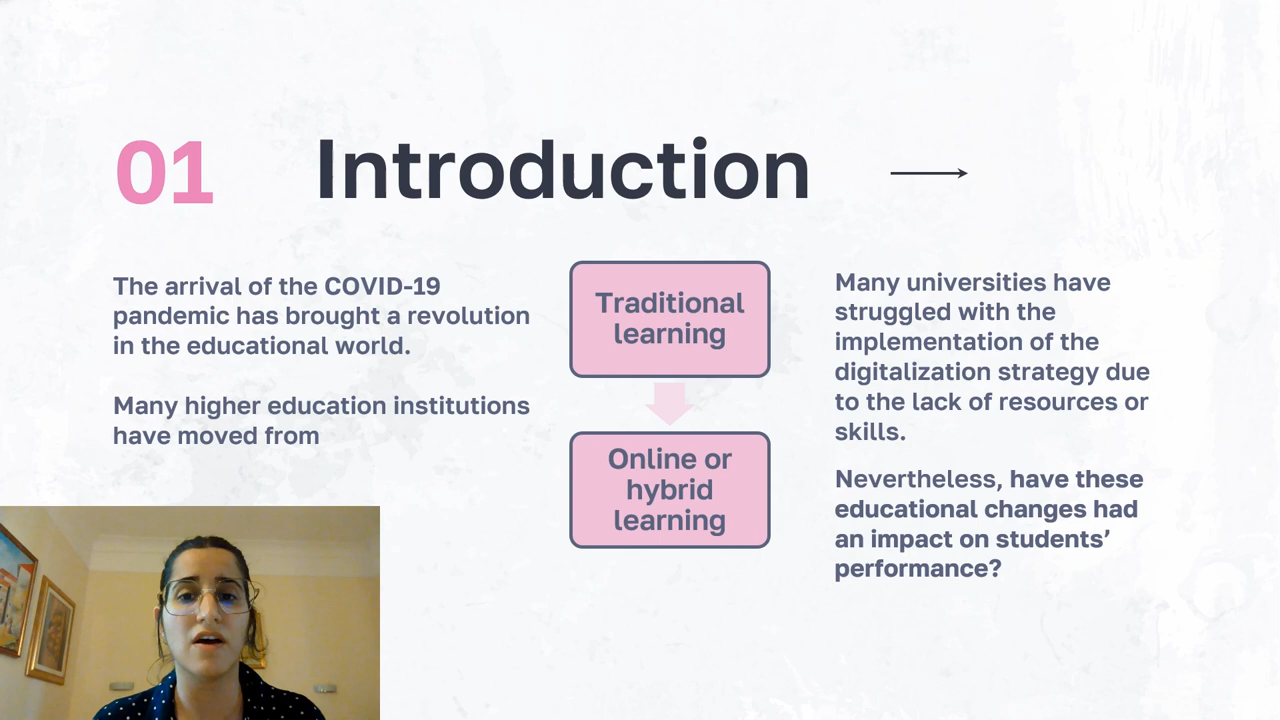 01 Introduction
The arrival of the COVID-19
pandemic has brought a revolution
in the educational world.
Many higher education institutions
have moved from
Traditional
learning
Online or
hybrid
learning
Many universities have
struggled with the
implementation of the
digitalization strategy due
to the lack of resources or
skills.
Nevertheless, have these
educational changes had
an impact on students’
performance?